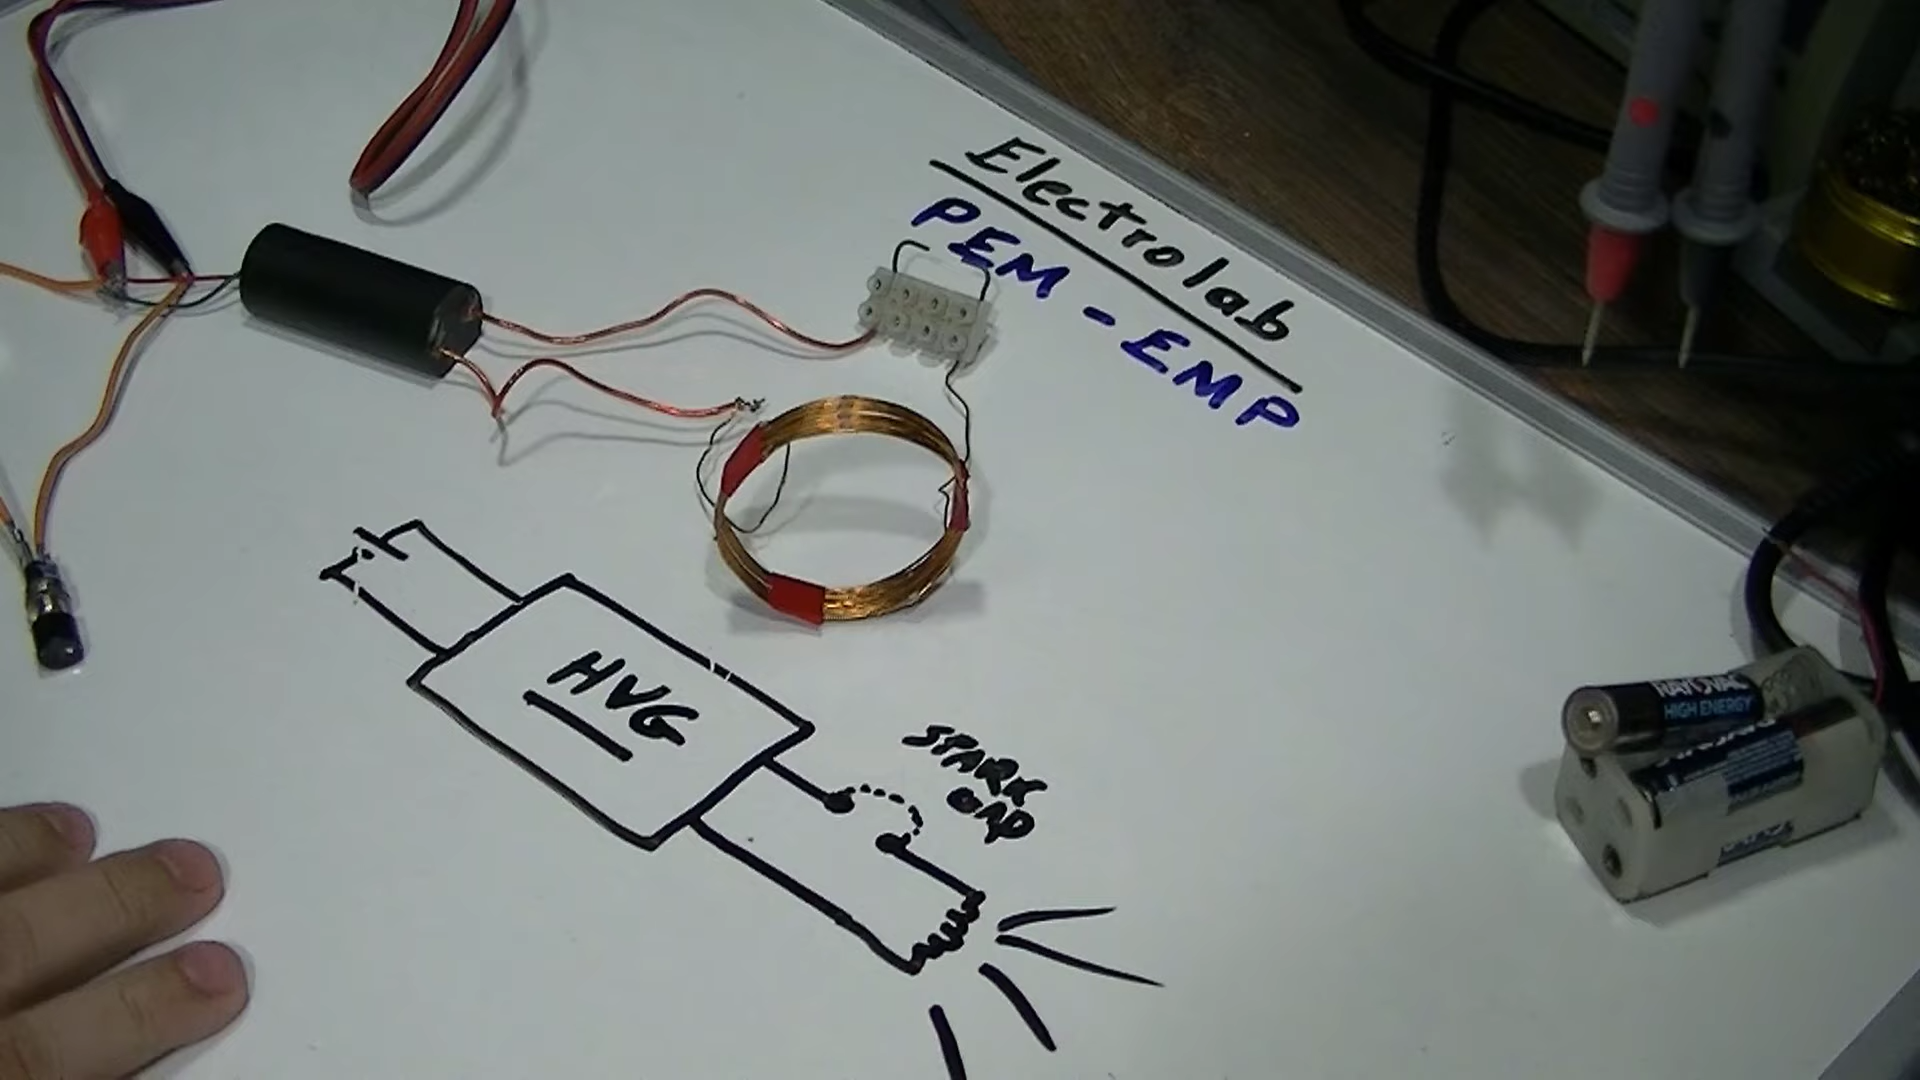 Electrolab
PEM - EMP
HVG
SPARK
GAP
RAYOVAC
HIGH ENERGY